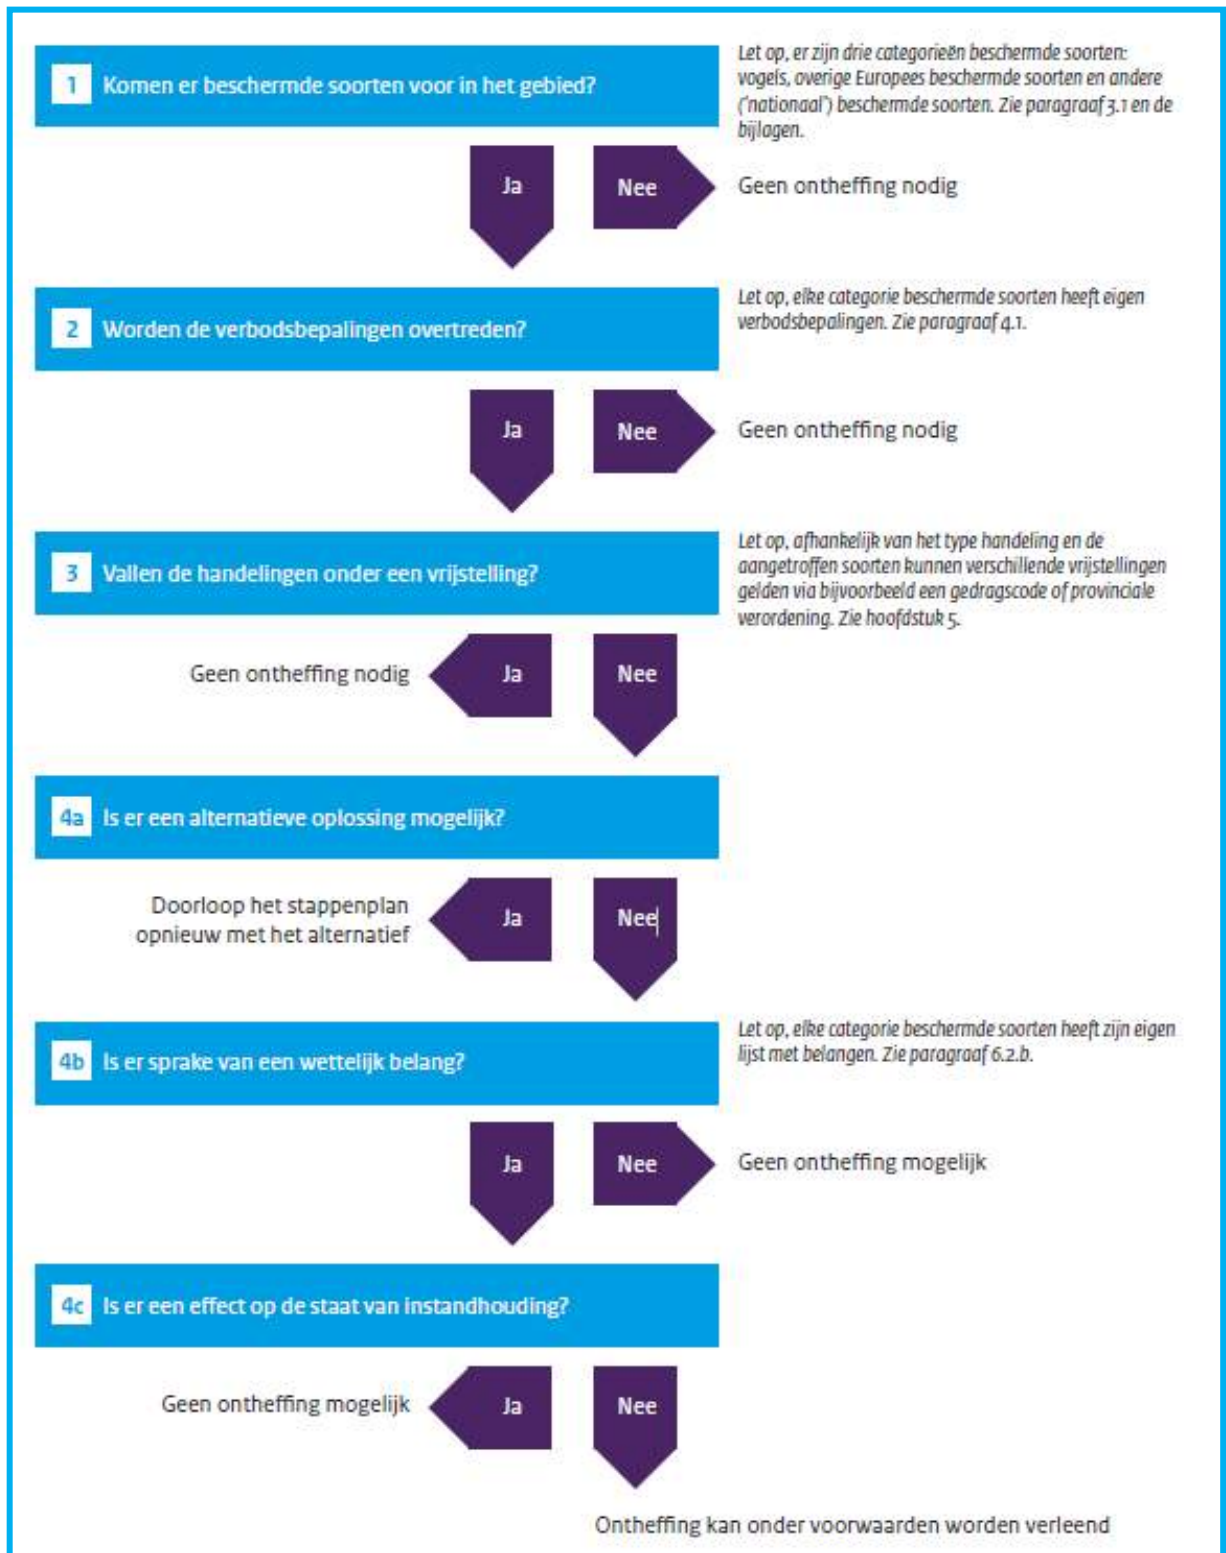 1 Komen er beschermde soorten voor in het gebied?
Let op, er zijn drie categorieën beschermde soorten:
vogels, overige Europees beschermde soorten en andere
('nationaal') beschermde soorten. Zie paragraaf 3.1 en de
bijlagen.
Ja
Nee
Geen ontheffing nodig
2 Worden de verbodsbepalingen overtreden?
Let op, elke categorie beschermde soorten heeft eigen
verbodsbepalingen. Zie paragraaf 4.1.
Ja
Nee
Geen ontheffing nodig
3 Vallen de handelingen onder een vrijstelling?
Let op, afhankelijk van het type handeling en de
aangetroffen soorten kunnen verschillende vrijstellingen
gelden via bijvoorbeeld een gedragscode of provinciale
verordening. Zie hoofdstuk 5.
Geen ontheffing nodig
Ja
Nee
4a Is er een alternatieve oplossing mogelijk?
Doorloop het stappenplan
opnieuw met het alternatief
Ja
Nee
4b Is er sprake van een wettelijk belang?
Let op, elke categorie beschermde soorten heeft zijn eigen
lijst met belangen. Zie paragraaf 6.2.b.
Ja
Nee
Geen ontheffing mogelijk
4c Is er een effect op de staat van instandhouding?
Geen ontheffing mogelijk
Ja
Nee
Ontheffing kan onder voorwaarden worden verleend